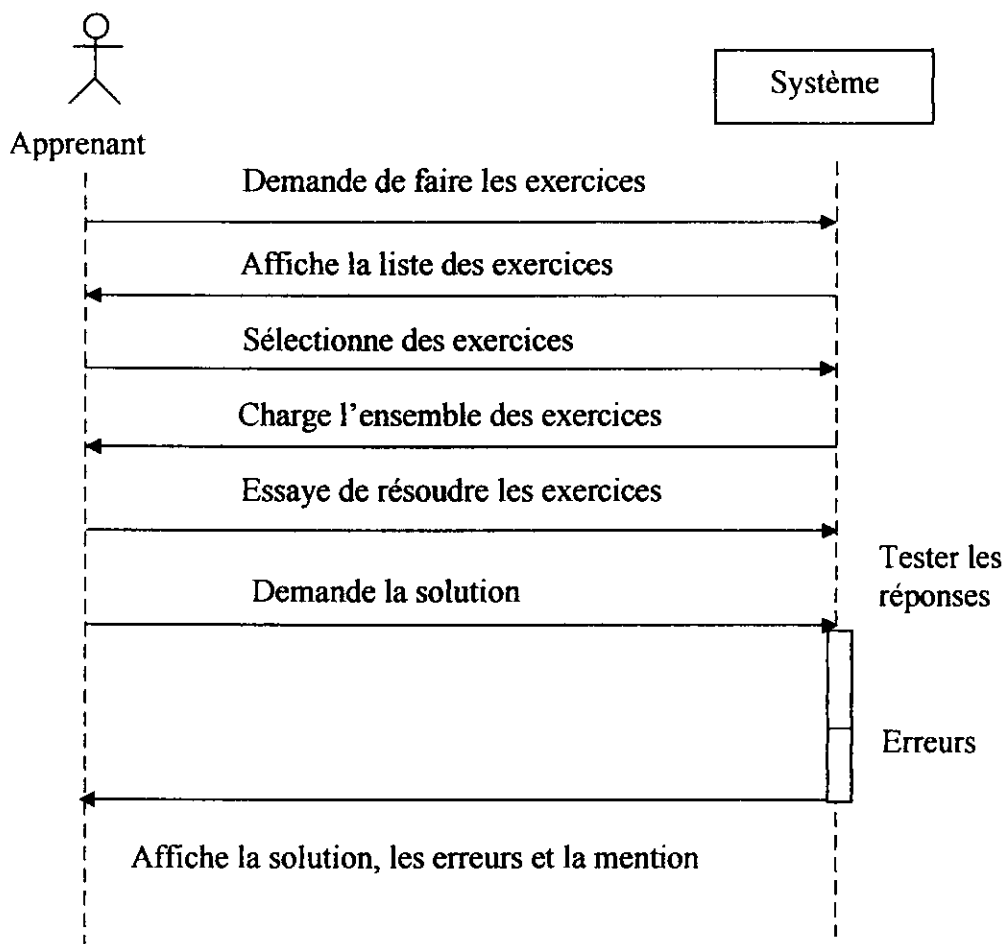 Système
Apprenant
Demande de faire les exercices
Affiche la liste des exercices
Sélectionne des exercices
Charge l'ensemble des exercices
Essaye de résoudre les exercices
Tester les
réponses
Demande la solution
Erreurs
Affiche la solution, les erreurs et la mention